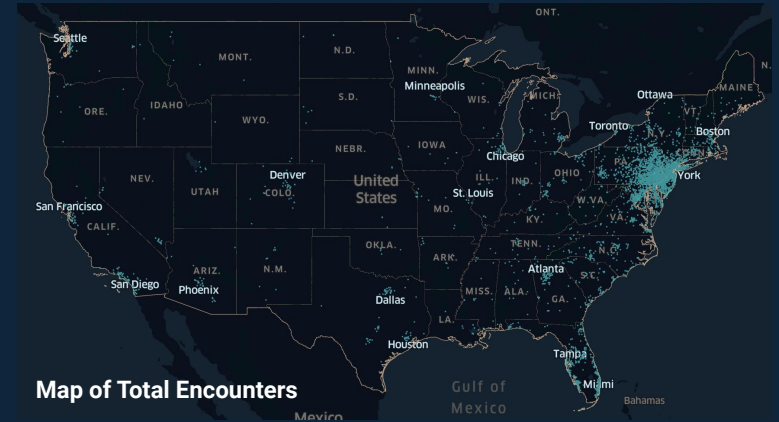 ONT.
Seattle
MONT.
N.D.
MINN.
Minneapolis
ORE.
IDAHO
S.D.
WIS.
MICH.
Ottawa
VT.
MAINE
N.
WYO.
Toronto
N.Y.
Boston
NEBR.
IOWA
Chicago
CONN.
NEV.
UTAH
Denver
COLO.
United
States
ILL.
IND.
OHIO
PA.
York
St. Louis
San Francisco
CALIF.
MO.
KY.
W.VA.
VA.
San Diego
ARIZ.
Phoenix
N.M.
OKLA.
ARK.
TENN.
N.C.
Atlanta
S.C.
Dallas
MISS.
ALA.
GA.
LA.
Houston
Tampa
Miami
Map of Total Encounters
Gulf of
Mexico
Bahamas
Mexico